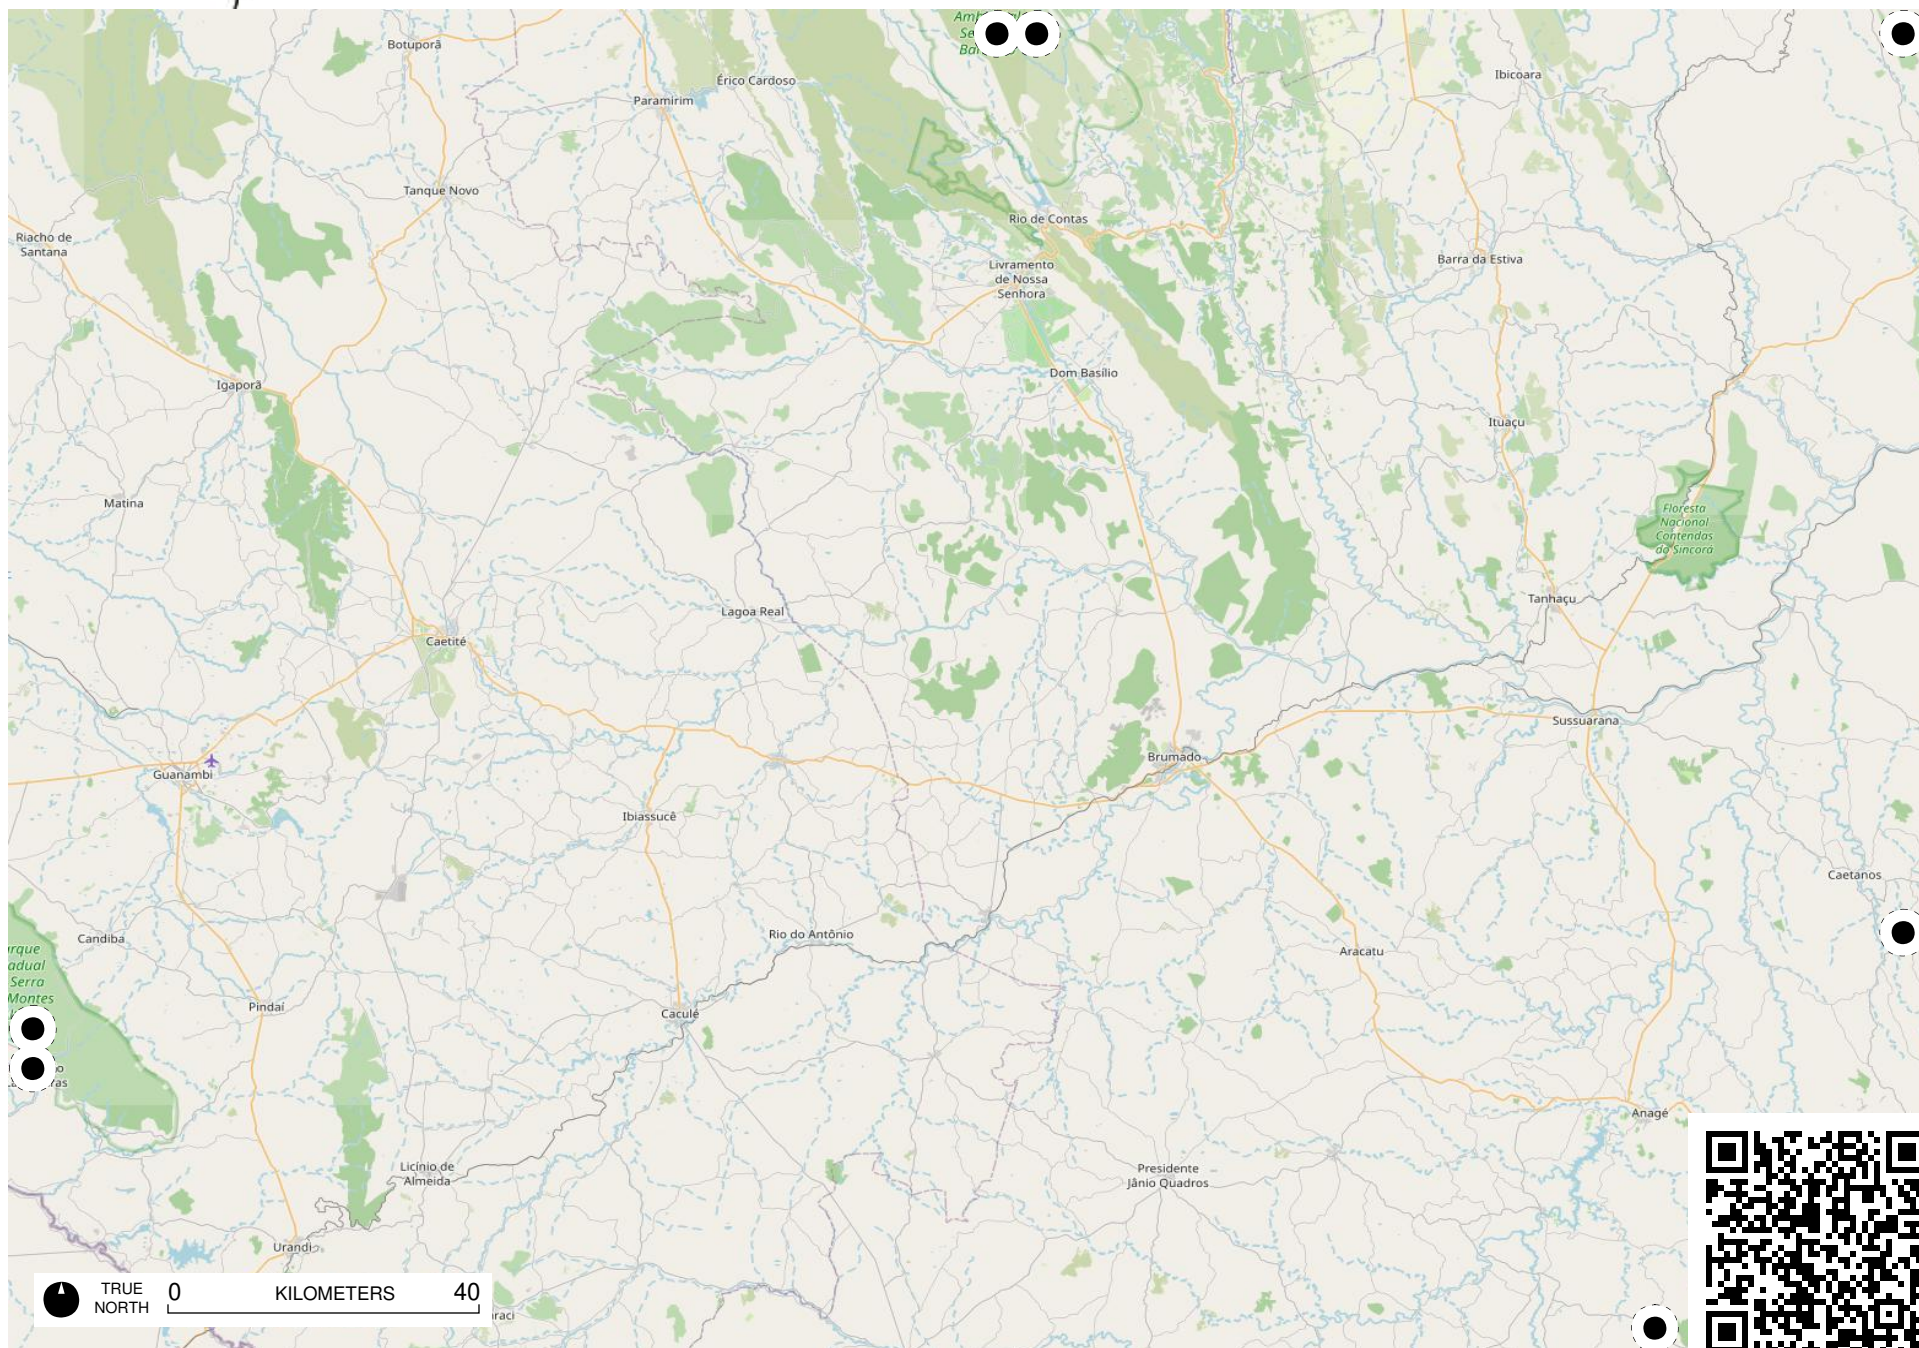 Botuporã
Érico Cardoso
Ibicoara
Paramirim
Tanque Novo
Rio de Contas
Riacho de
Santana
Livramento
de Nossa
Senhora
Barra da Estiva
Dom Basílio
Igaporã
Ituaçu
Matina
Floresta
Nacional
Contendas
do Sincorá
Tanhaçu
Lagoa Real
Caetité
Sussuarana
Brumado
Guanambi
Ibiassucê
Caetanos
Candiba
Rio do Antônio
Aracatu
Serra
Montes
Pindaí
Caculé
Anagé
Licínio de
Almeida
Presidente
Jânio Quadros
Urandi
TRUE
NORTH
0 KILOMETERS 40